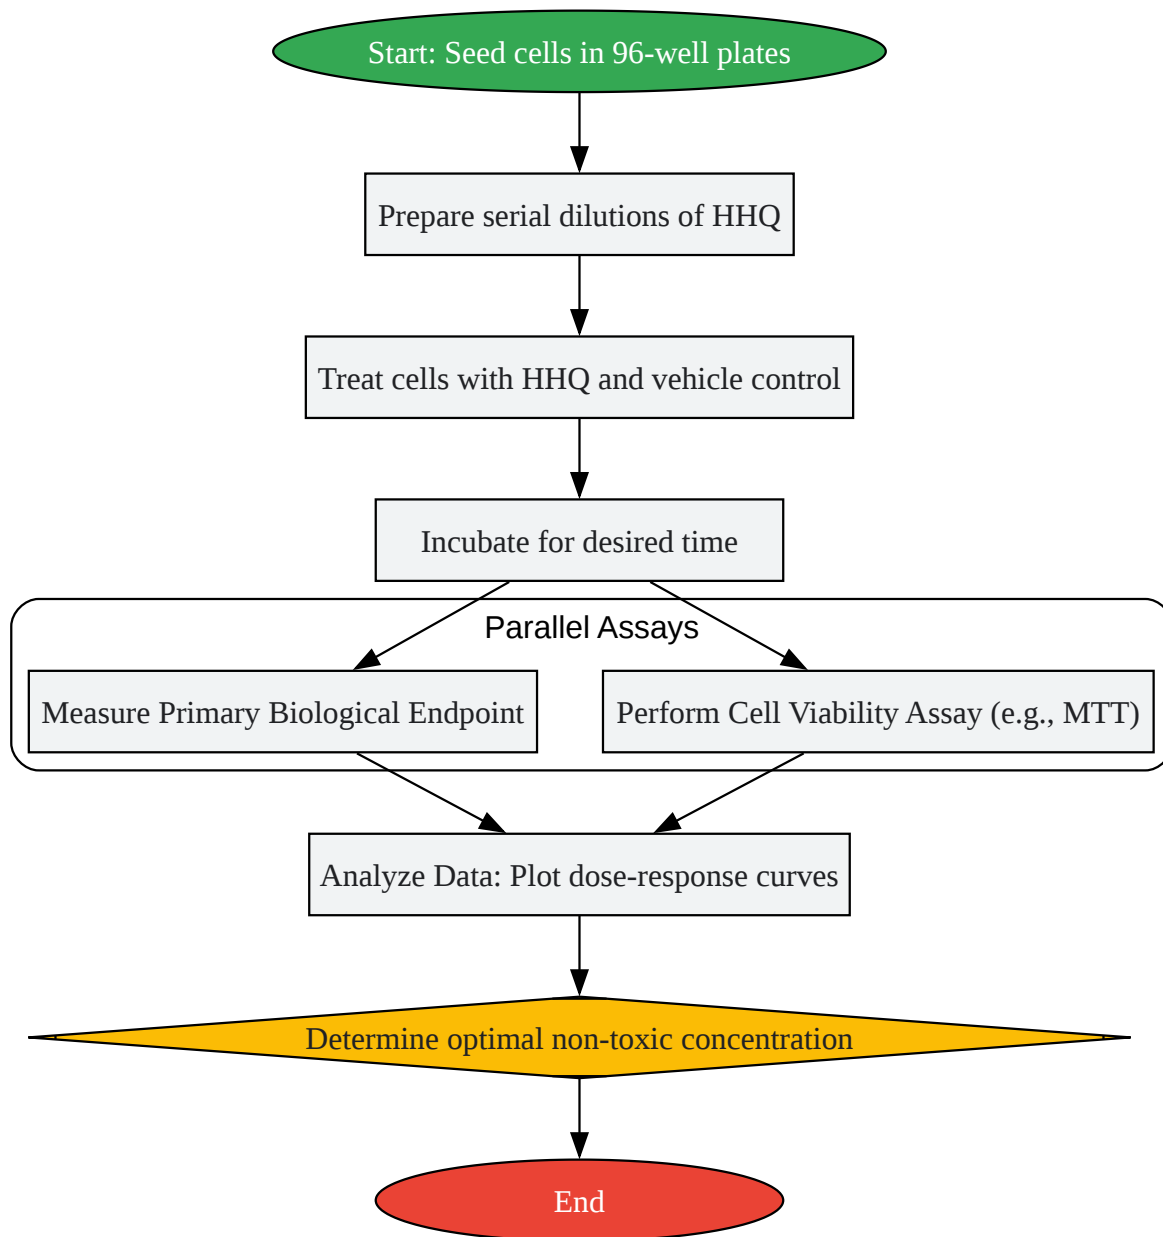 Start: Seed cells in 96-well plates
Prepare serial dilutions of HHQ
Treat cells with HHQ and vehicle control
Incubate for desired time
Parallel Assays
Measure Primary Biological Endpoint
Perform Cell Viability Assay (e.g., MTT)
Analyze Data: Plot dose-response curves
Determine optimal non-toxic concentration
End